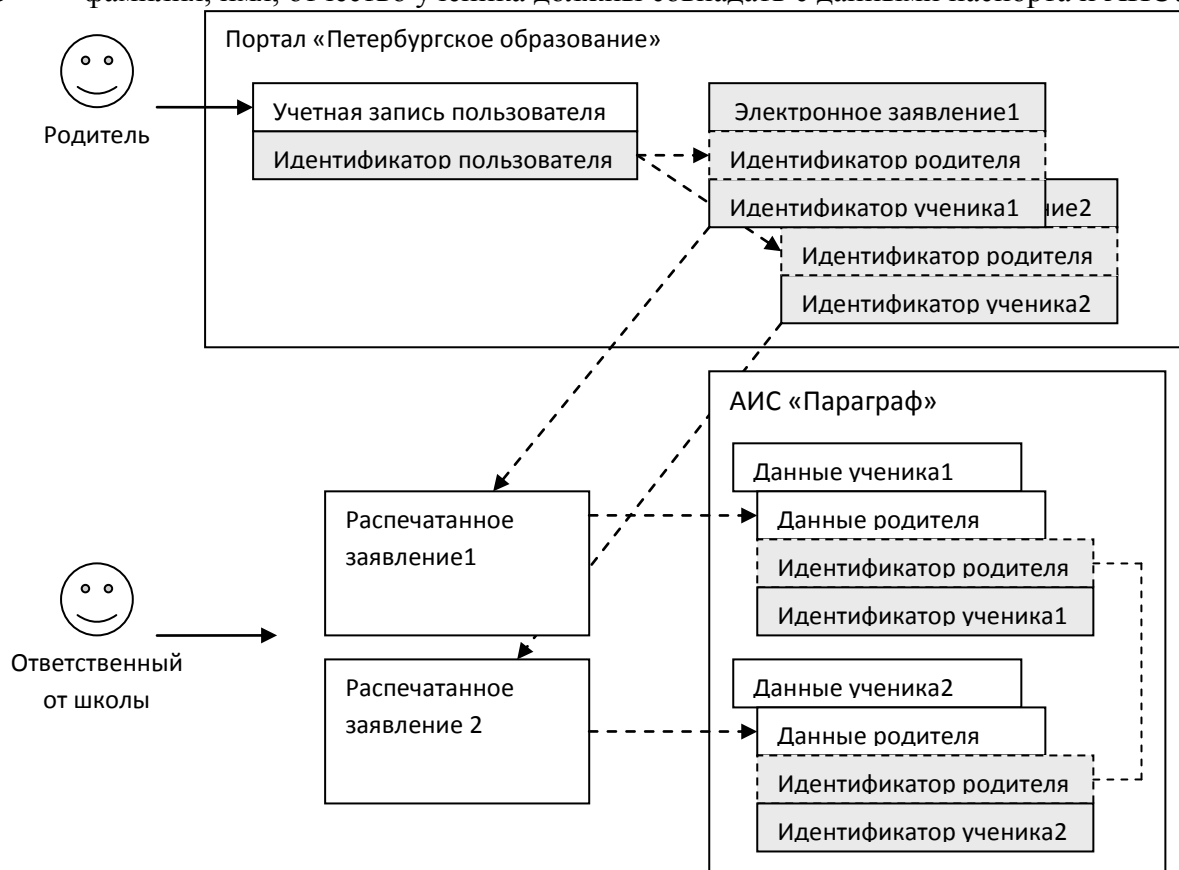 Портал «Петербургское образование»
Родитель
Учетная запись пользователя
Идентификатор пользователя
Электронное заявление1
Идентификатор родителя
Идентификатор ученика1
ние2
Идентификатор родителя
Идентификатор ученика2
АИС «Параграф»
Данные ученика1
Данные родителя
Идентификатор родителя
Идентификатор ученика1
Распечатанное
заявление1
Ответственный
от школы
Распечатанное
заявление 2
Данные ученика2
Данные родителя
Идентификатор родителя
Идентификатор ученика2